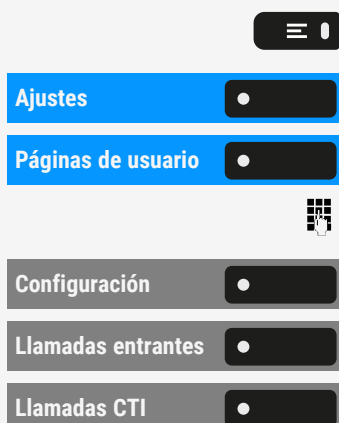 Ajustes
Páginas de usuario
Configuración
Llamadas entrantes
Llamadas CTI